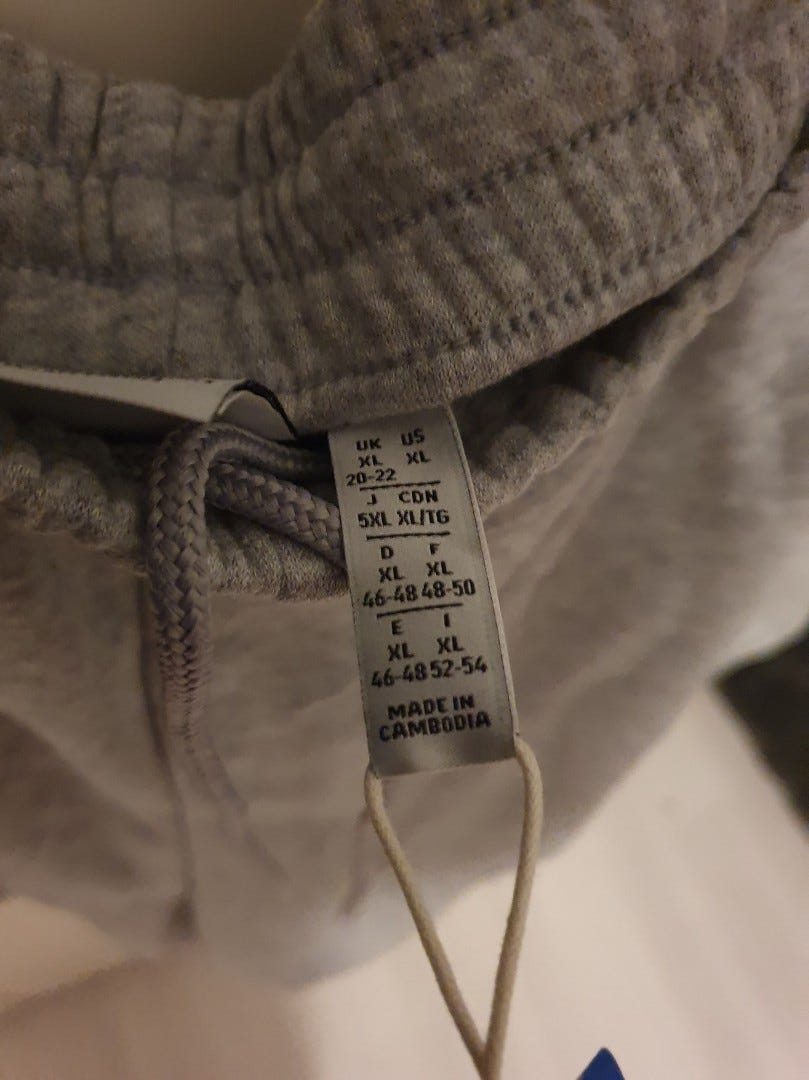 UK US
XL XL
20-22
J CDN
5XL XL/TG
D F
XL XL
46-48 48-50
E I
XL XL
46-48 52-54
MADE IN
CAMBODIA